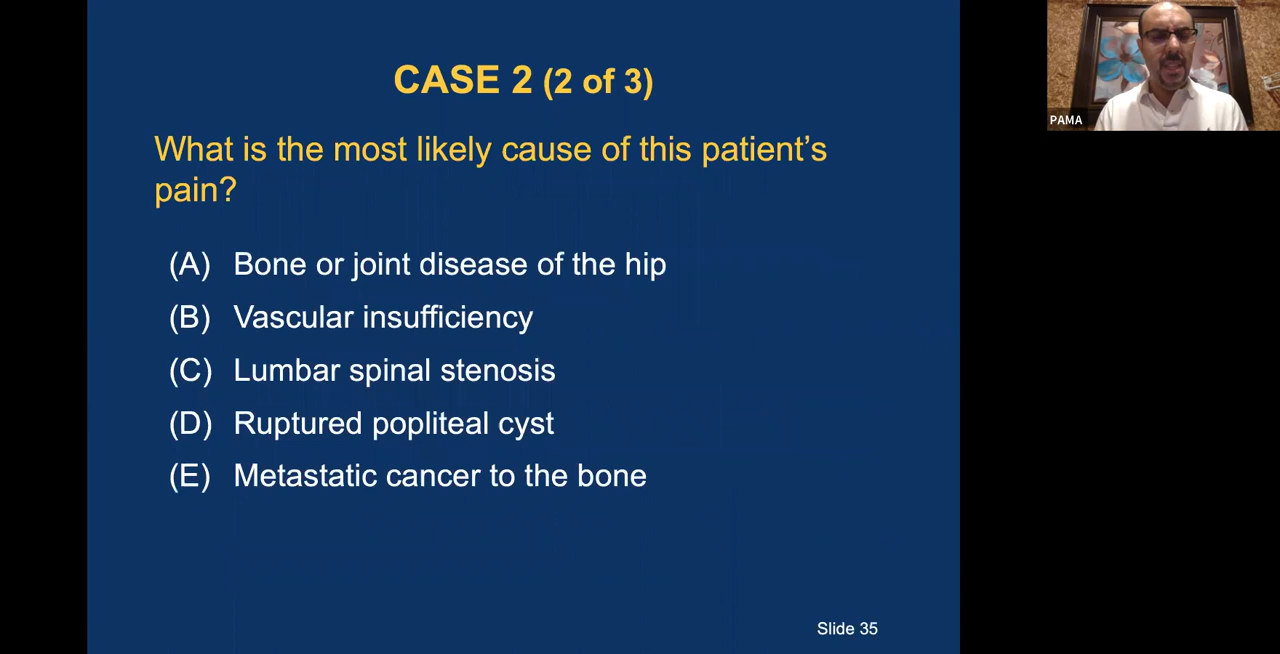 CASE 2 (2 of 3)
What is the most likely cause of this patient’s
pain?
(A) Bone or joint disease of the hip
(B) Vascular insufficiency
(C) Lumbar spinal stenosis
(D) Ruptured popliteal cyst
(E) Metastatic cancer to the bone
Slide 35
PAMA